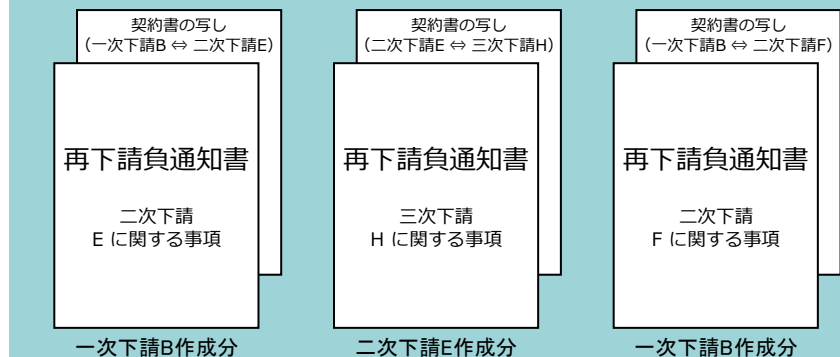 契約書の写し
（一次下請B ⇔ 二次下請E）
再下請負通知書
二次下請
E に関する事項
一次下請B作成分
契約書の写し
（二次下請E ⇔ 三次下請H）
再下請負通知書
三次下請
H に関する事項
二次下請E作成分
契約書の写し
（一次下請B ⇔ 二次下請F）
再下請負通知書
二次下請
F に関する事項
一次下請B作成分